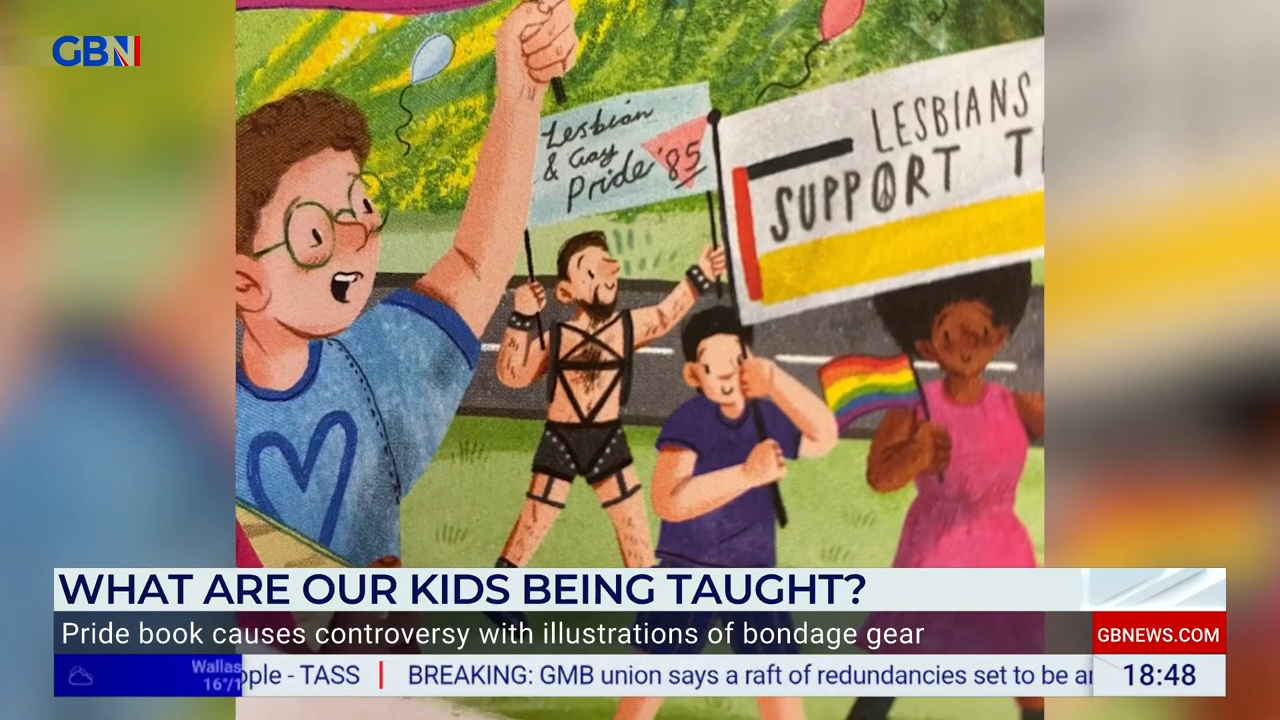 GBN
Lesbian
& Gay
Pride '85
LESBIANS
SUPPORT T
WHAT ARE OUR KIDS BEING TAUGHT?
Pride book causes controversy with illustrations of bondage gear
GBNEWS.COM
Wallas
16°/1
ople - TASS | BREAKING: GMB union says a raft of redundancies set to be a
18:48